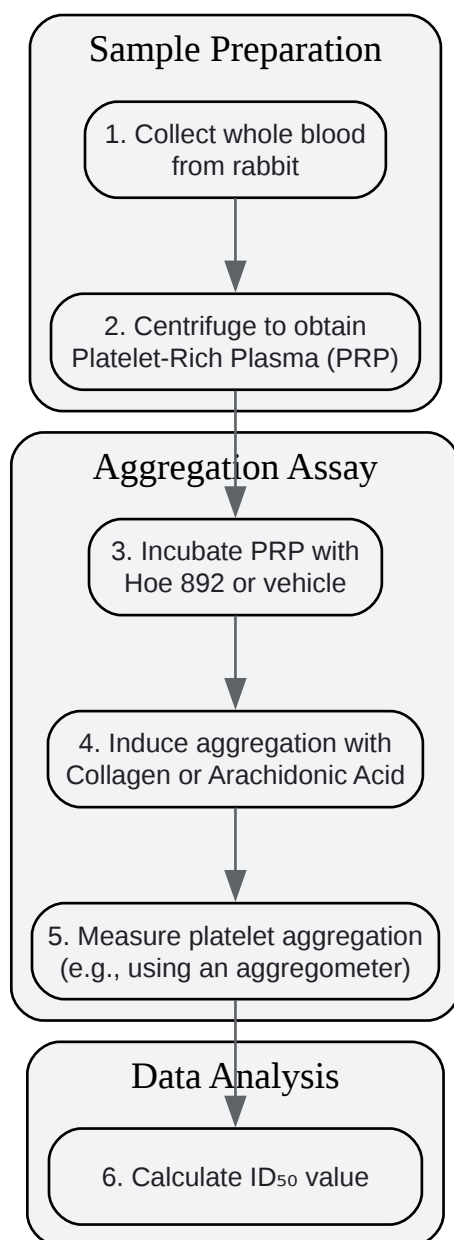 Sample Preparation
1. Collect whole blood
from rabbit
2. Centrifuge to obtain
Platelet-Rich Plasma (PRP)
Aggregation Assay
3. Incubate PRP with
Hoe 892 or vehicle
4. Induce aggregation with
Collagen or Arachidonic Acid
5. Measure platelet aggregation
(e.g., using an aggregometer)
Data Analysis
6. Calculate ID₅₀ value